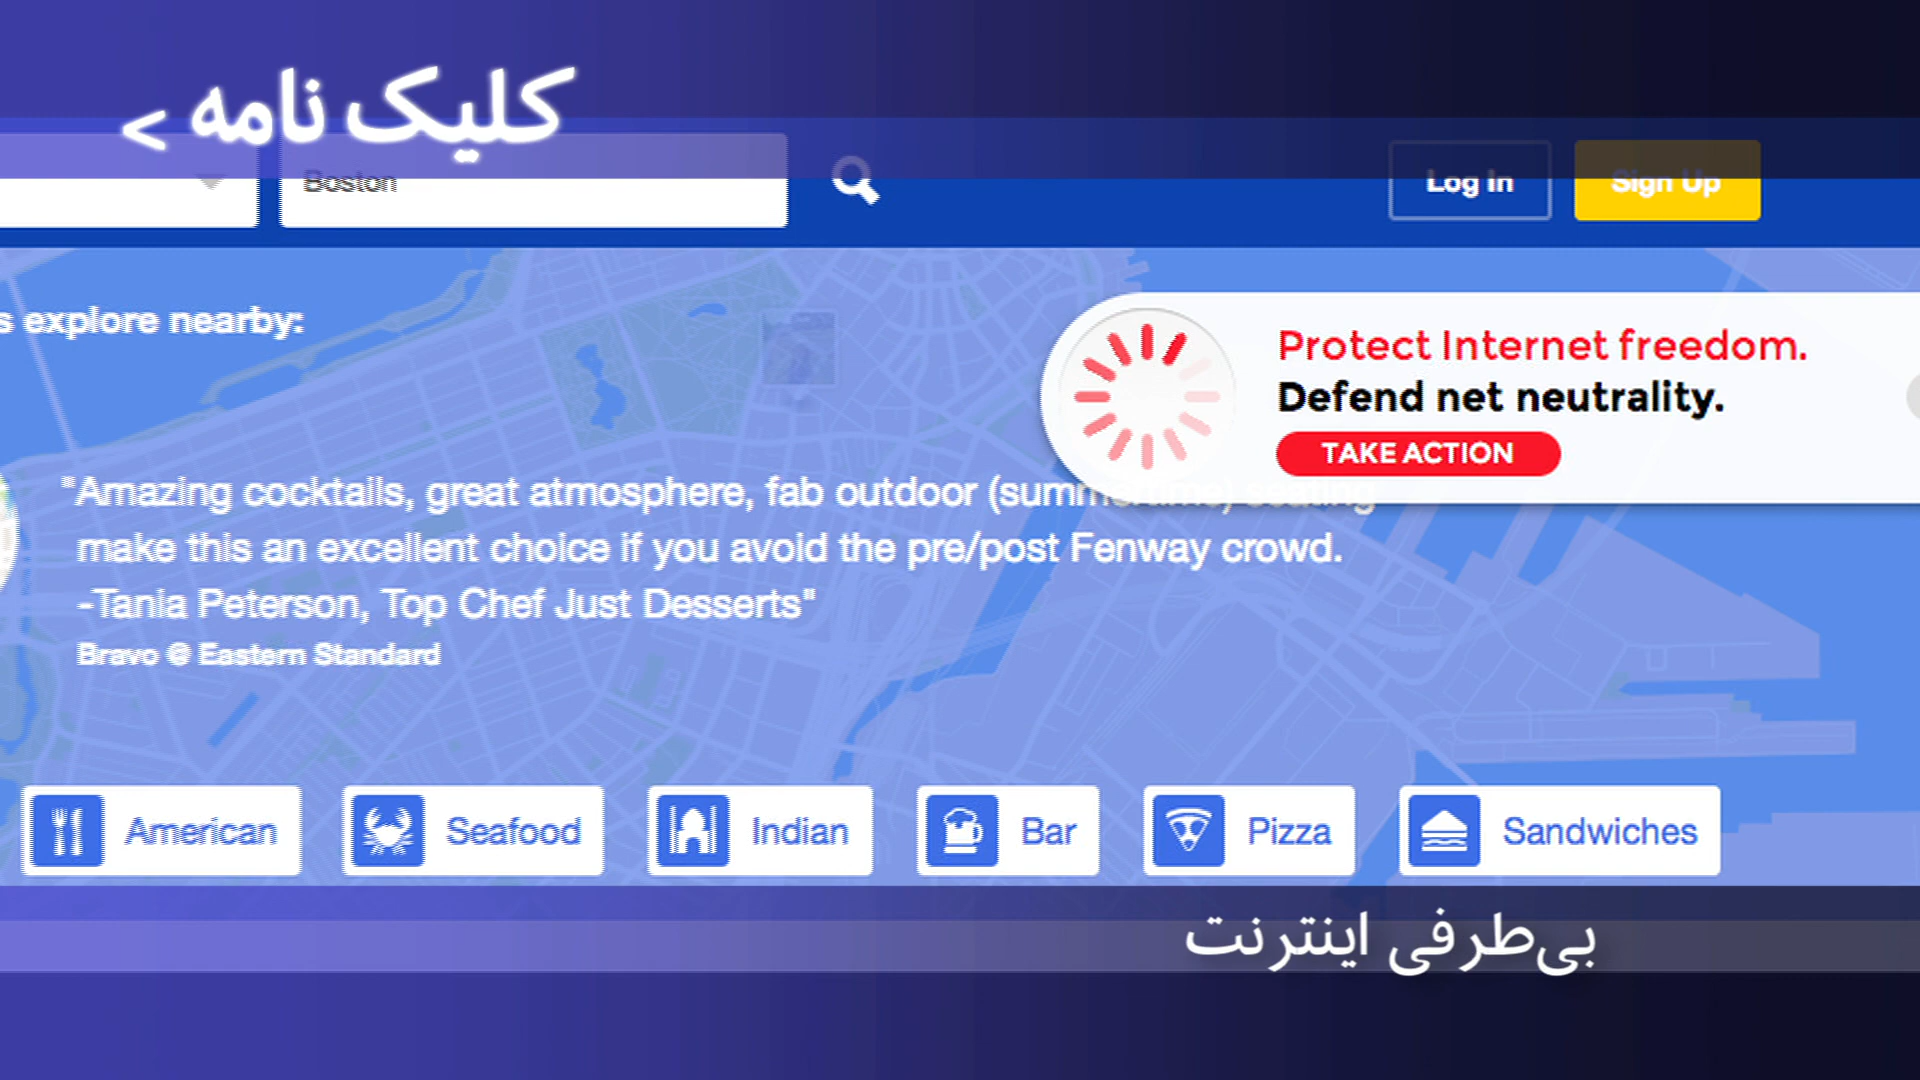 کلیک نامه >
Boston
Log In
Sign Up
s explore nearby:
Protect Internet freedom.
Defend net neutrality.
TAKE ACTION
"Amazing cocktails, great atmosphere, fab outdoor (summertime) seating
make this an excellent choice if you avoid the pre/post Fenway crowd.
-Tania Peterson, Top Chef Just Desserts"
Bravo @ Eastern Standard
American
Seafood
Indian
Bar
Pizza
Sandwiches
بی‌طرفی اینترنت